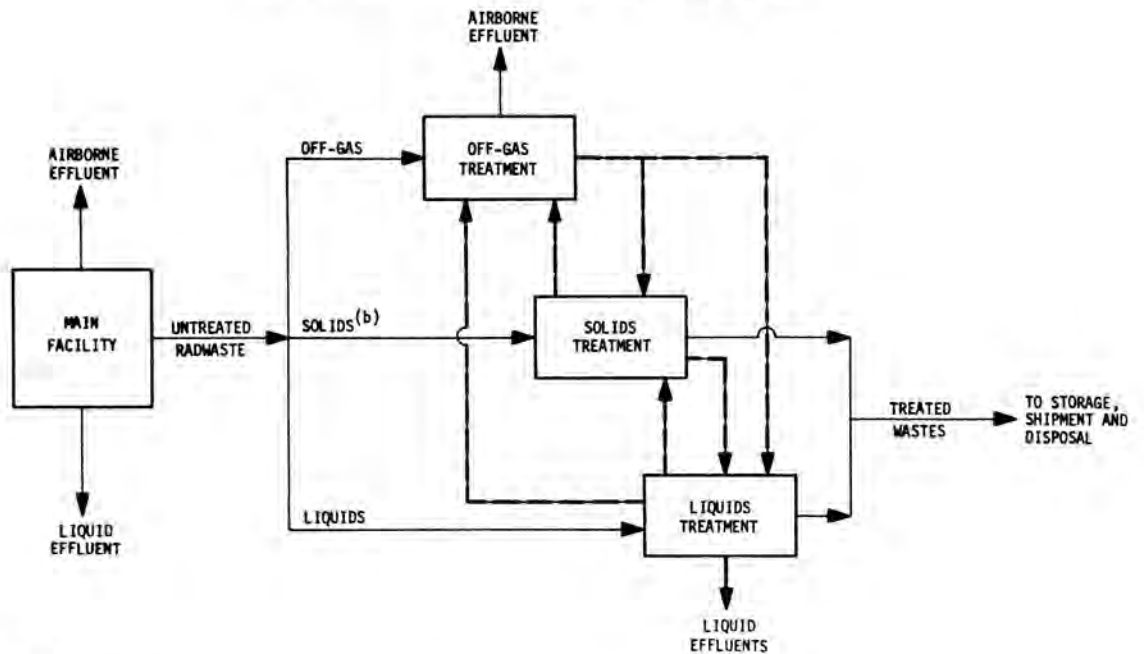 AIRBORNE
EFFLUENT
AIRBORNE
EFFLUENT
OFF-GAS
OFF-GAS
TREATMENT
MAIN
FACILITY
UNTREATED
RADWASTE
SOLIDS(b)
SOLIDS
TREATMENT
TREATED
WASTES
TO STORAGE,
SHIPMENT AND
DISPOSAL
LIQUID
EFFLUENT
LIQUIDS
LIQUIDS
TREATMENT
LIQUID
EFFLUENTS